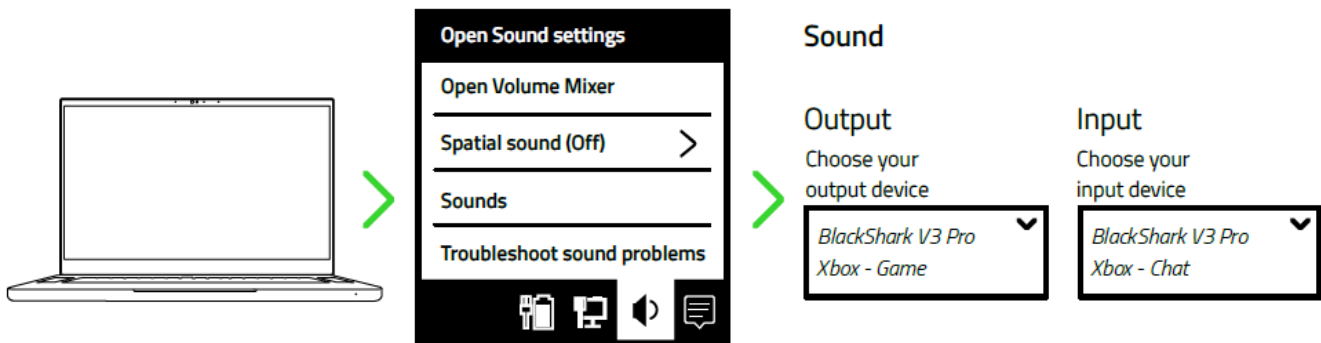 Open Sound settings
Open Volume Mixer
Spatial sound (Off)
Sounds
Troubleshoot sound problems
Sound
Output
Choose your
output device
BlackShark V3 Pro
Xbox - Game
Input
Choose your
input device
BlackShark V3 Pro
Xbox - Chat